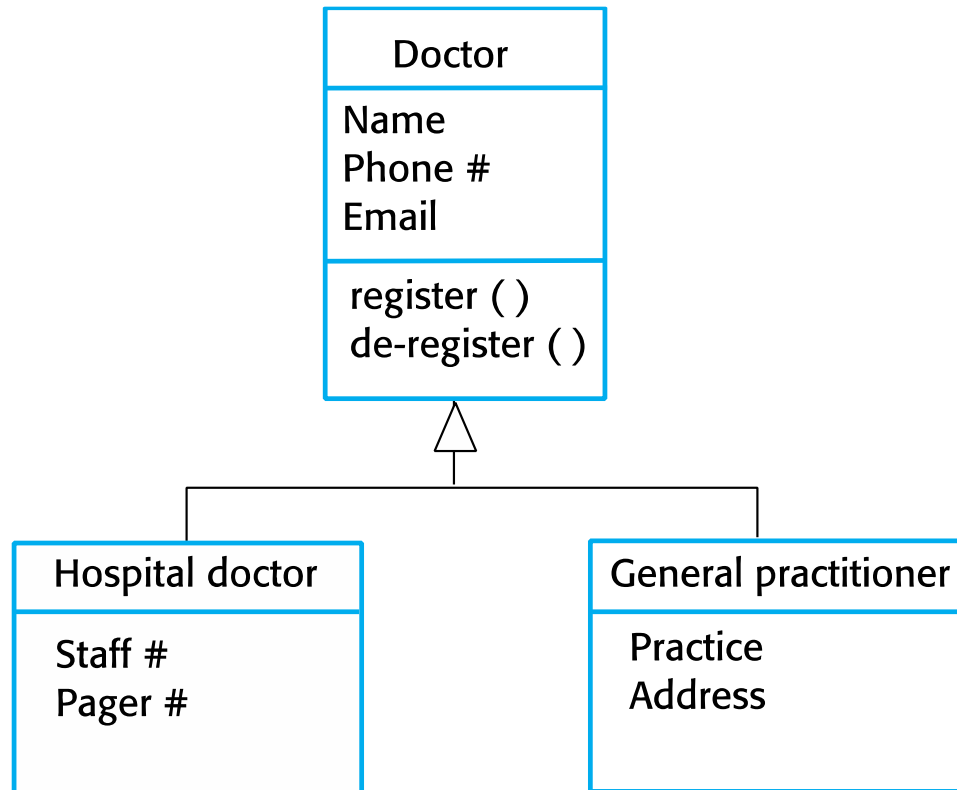 Doctor
Name
Phone #
Email
register ( )
de-register ( )
Hospital doctor
Staff #
Pager #
General practitioner
Practice
Address